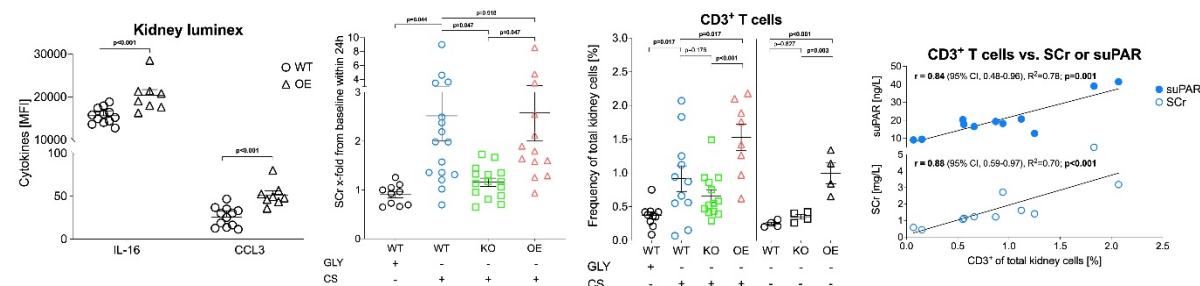 Kidney luminex
p<0.001
WT
OE
p<0.001
Cytokines [MFI]
30000
20000
10000
100
50
0
IL-16
CCL3
p=0.918
p=0.044
p=0.047
p=0.047
SCr x-fold from baseline within 24h
10
8
6
4
3
2
1
0
WT
WT
KO
OE
GLY
+
-
-
-
CS
-
+
+
+
CD3+ T cells
p=0.017
p<0.001
p=0.017
p=0.175
p=0.827
p<0.001
p=0.003
Frequency of total kidney cells [%]
3.0
2.5
2.0
1.5
1.0
0.5
0.0
WT
WT
KO
OE
WT
KO
OE
GLY
+
-
-
-
-
-
-
CS
-
+
+
+
-
-
-
CD3+ T cells vs. SCr or suPAR
r = 0.84 (95% CI, 0.48-0.96), R²=0.78; p=0.001
suPAR
SCr
suPAR [ng/L]
50
40
30
20
10
0
r = 0.88 (95% CI, 0.59-0.97), R²=0.70; p<0.001
SCr [mg/L]
5
4
3
2
1
0
0.0
0.5
1.0
1.5
2.0
2.5
CD3+ of total kidney cells [%]